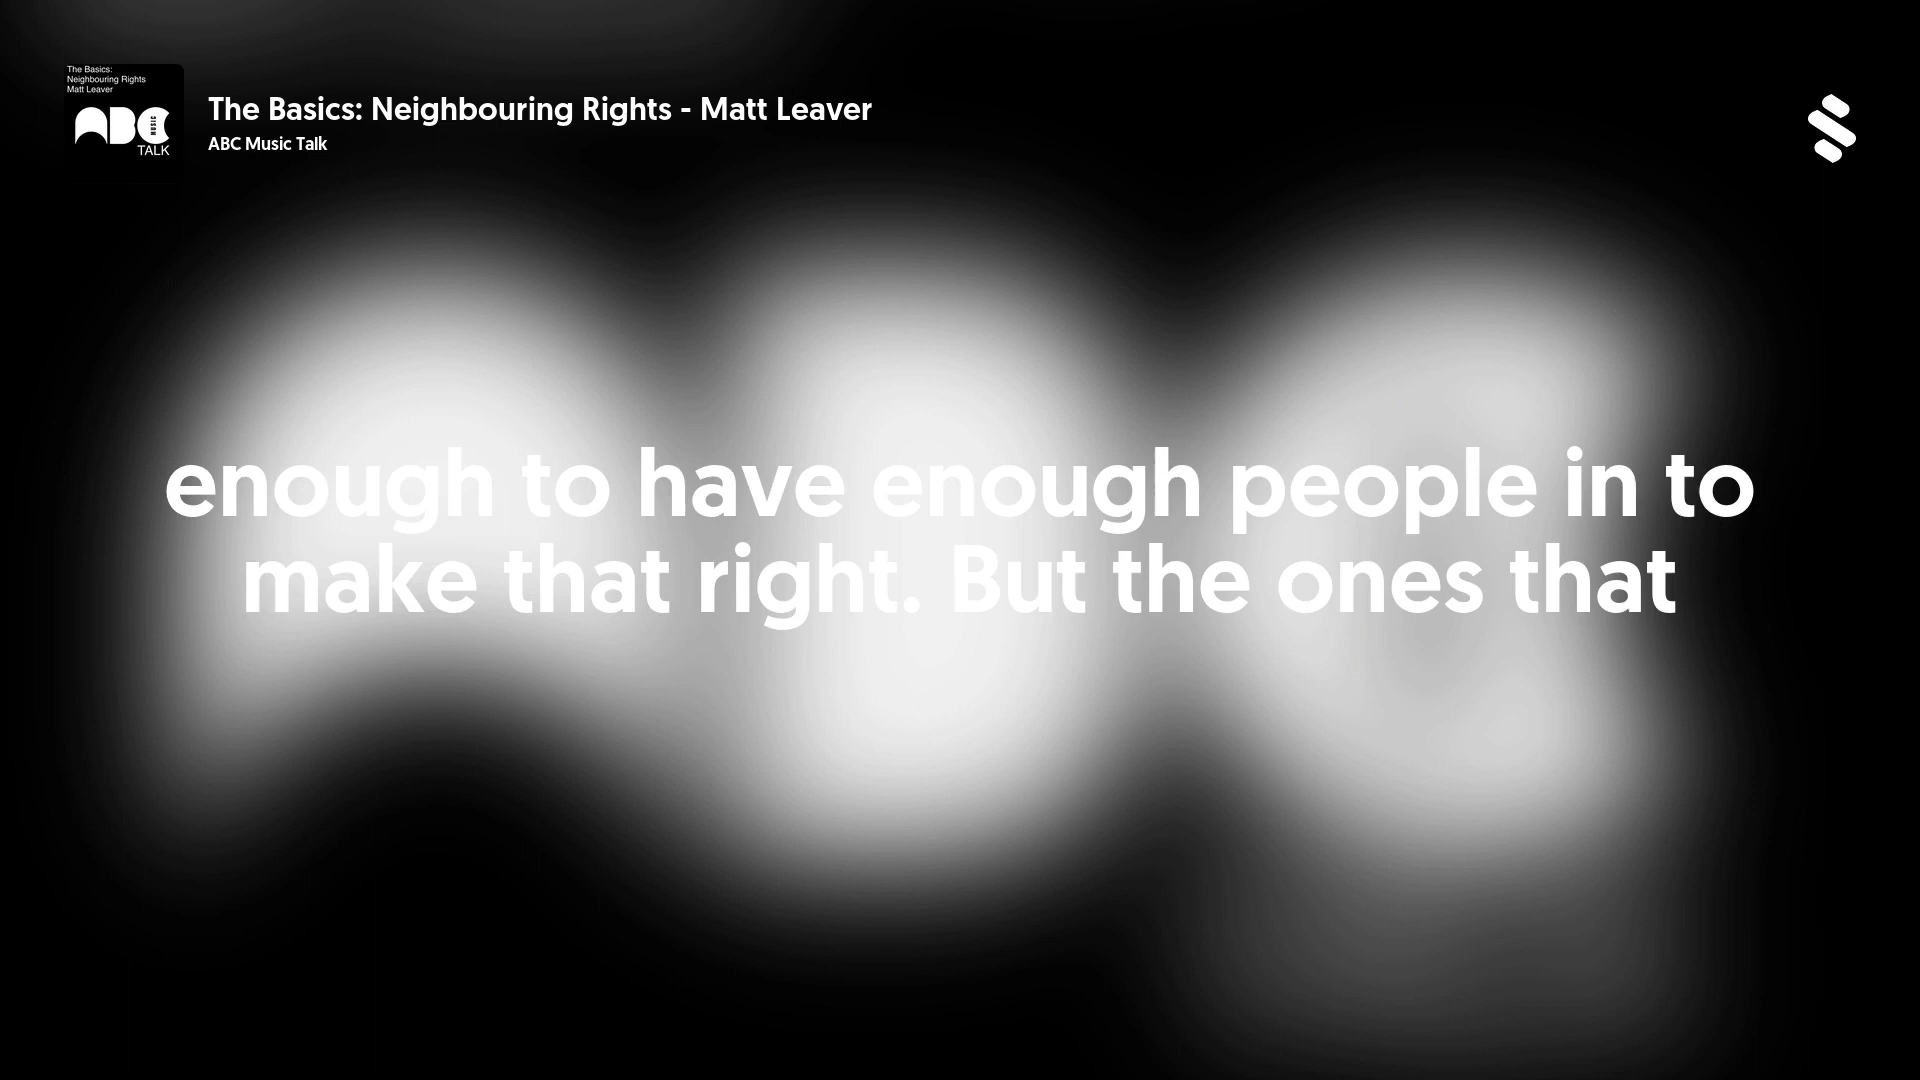 The Basics:
Neighbouring Rights
Matt Leaver
ABC
MUSIC
TALK
The Basics: Neighbouring Rights - Matt Leaver
ABC Music Talk
enough to have enough people in to
make that right. But the ones that